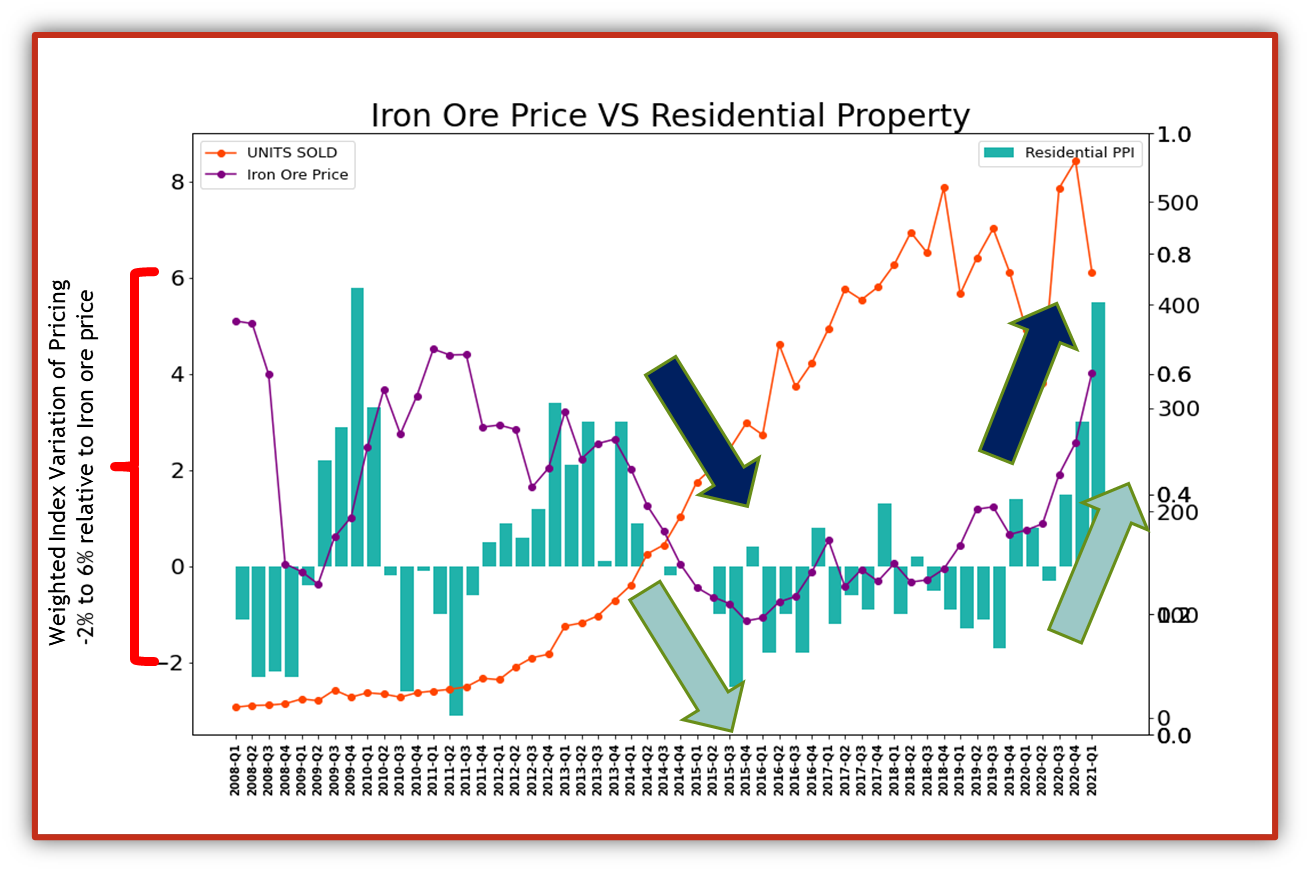 Iron Ore Price VS Residential Property
UNITS SOLD
Iron Ore Price
Residential PPI
Weighted Index Variation of Pricing
-2% to 6% relative to Iron ore price
8
6
4
2
0
−2
1.0
500
0.8
400
0.6
300
0.4
200
0
0.0
2008-Q1
2008-Q2
2008-Q3
2008-Q4
2009-Q1
2009-Q2
2009-Q3
2009-Q4
2010-Q1
2010-Q2
2010-Q3
2010-Q4
2011-Q1
2011-Q2
2011-Q3
2011-Q4
2012-Q1
2012-Q2
2012-Q3
2012-Q4
2013-Q1
2013-Q2
2013-Q3
2013-Q4
2014-Q1
2014-Q2
2014-Q3
2014-Q4
2015-Q1
2015-Q2
2015-Q3
2015-Q4
2016-Q1
2016-Q2
2016-Q3
2016-Q4
2017-Q1
2017-Q2
2017-Q3
2017-Q4
2018-Q1
2018-Q2
2018-Q3
2018-Q4
2019-Q1
2019-Q2
2019-Q3
2019-Q4
2020-Q1
2020-Q2
2020-Q3
2020-Q4
2021-Q1